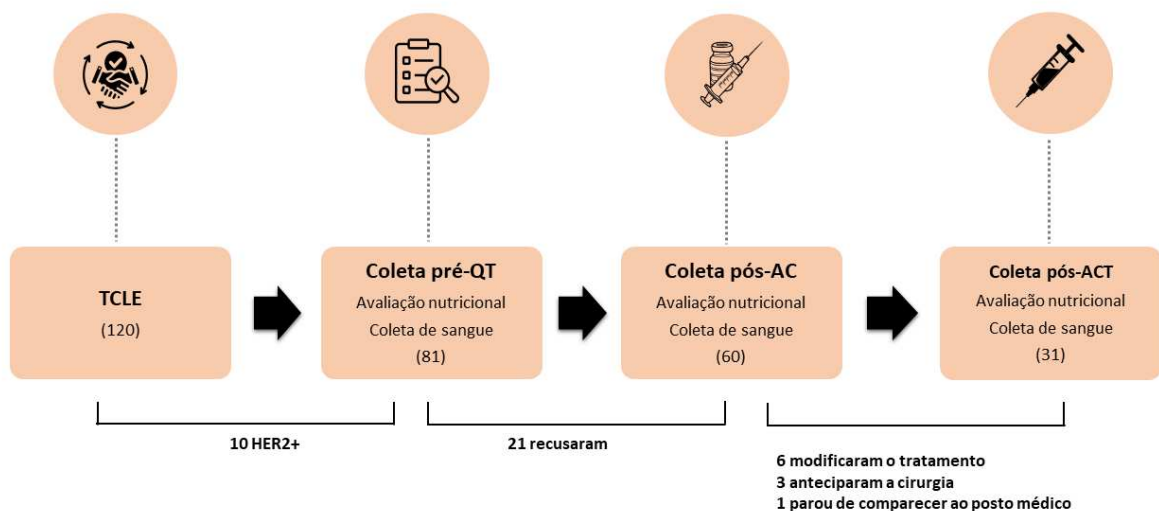 TCLE
(120)
Coleta pré-QT
Avaliação nutricional
Coleta de sangue
(81)
Coleta pós-AC
Avaliação nutricional
Coleta de sangue
(60)
Coleta pós-ACT
Avaliação nutricional
Coleta de sangue
(31)
10 HER2+
21 recusaram
6 modificaram o tratamento
3 anteciparam a cirurgia
1 parou de comparecer ao posto médico